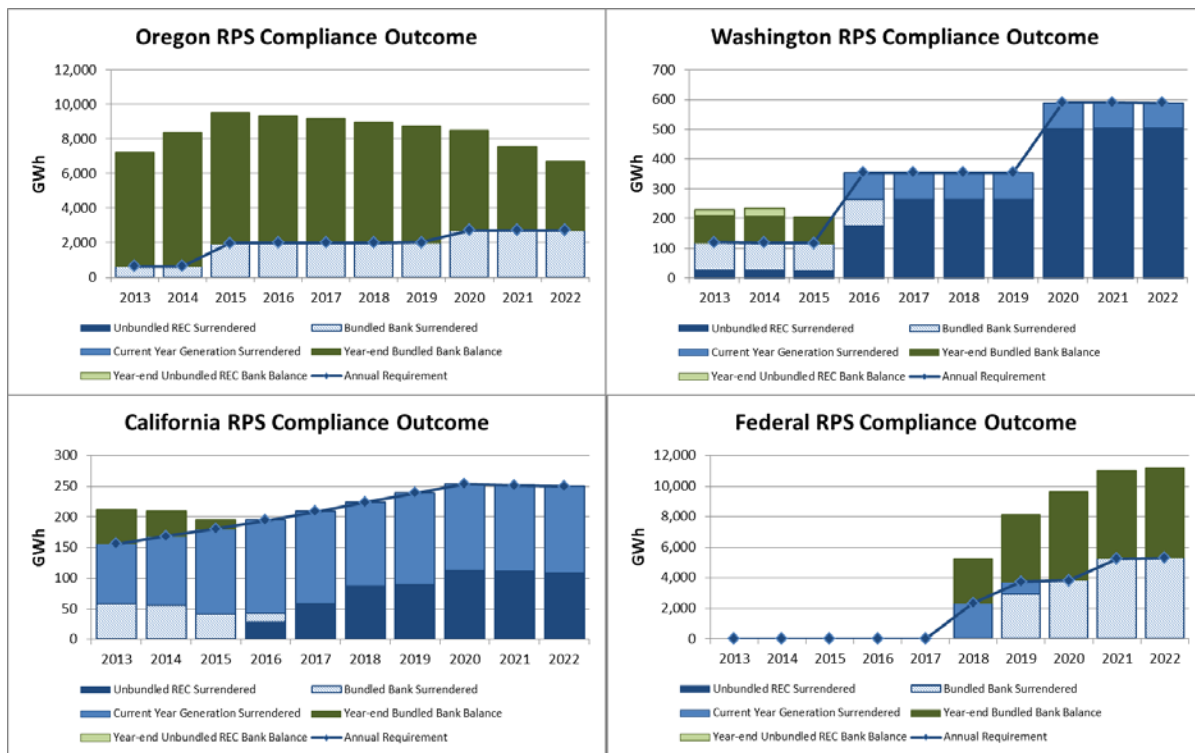 Oregon RPS Compliance Outcome
12,000
10,000
8,000
6,000
4,000
2,000
0
GWh
2013 2014 2015 2016 2017 2018 2019 2020 2021 2022
Unbundled REC Surrendered Bundled Bank Surrendered
Current Year Generation Surrendered Year-end Bundled Bank Balance
Year-end Unbundled REC Bank Balance Annual Requirement
Washington RPS Compliance Outcome
700
600
500
400
300
200
100
0
GWh
2013 2014 2015 2016 2017 2018 2019 2020 2021 2022
Unbundled REC Surrendered Bundled Bank Surrendered
Current Year Generation Surrendered Year-end Bundled Bank Balance
Year-end Unbundled REC Bank Balance Annual Requirement
California RPS Compliance Outcome
300
250
200
150
100
50
0
GWh
2013 2014 2015 2016 2017 2018 2019 2020 2021 2022
Unbundled REC Surrendered Bundled Bank Surrendered
Current Year Generation Surrendered Year-end Bundled Bank Balance
Year-end Unbundled REC Bank Balance Annual Requirement
Federal RPS Compliance Outcome
12,000
10,000
8,000
6,000
4,000
2,000
0
GWh
2013 2014 2015 2016 2017 2018 2019 2020 2021 2022
Unbundled REC Surrendered Bundled Bank Surrendered
Current Year Generation Surrendered Year-end Bundled Bank Balance
Year-end Unbundled REC Bank Balance Annual Requirement